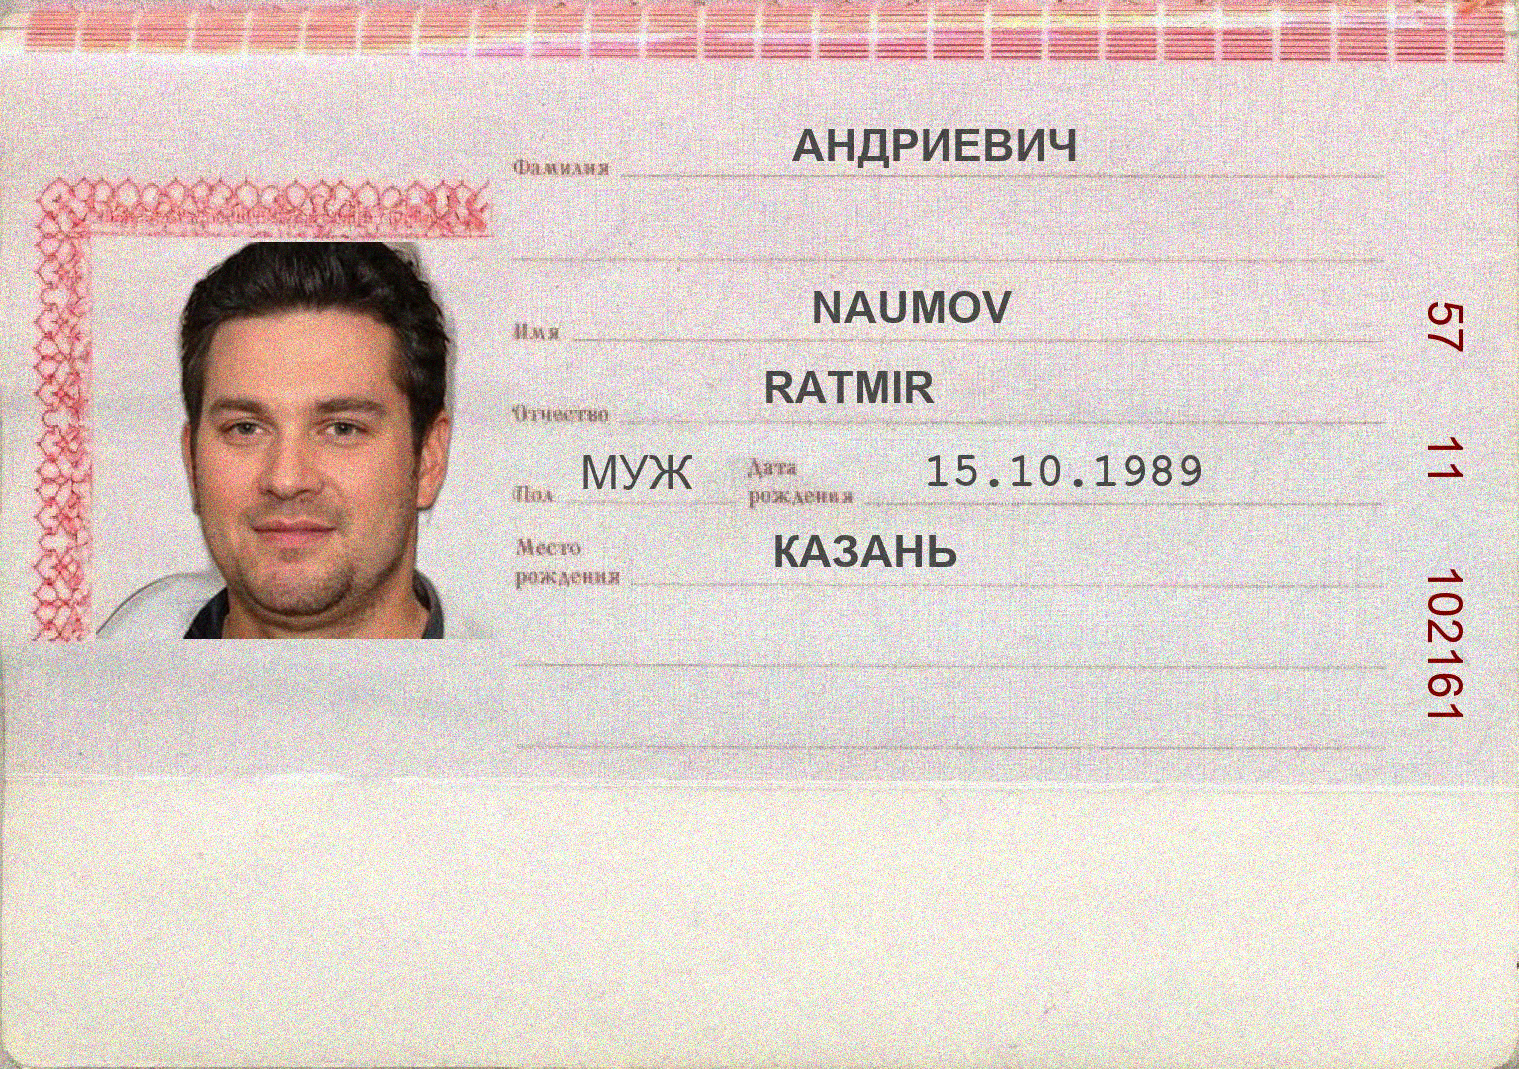 Фамилия АНДРИЕВИЧ
Имя NAUMOV
Отчество RATMIR
Пол МУЖ Дата рождения 15.10.1989
Место рождения КАЗАНЬ
57 11 102161